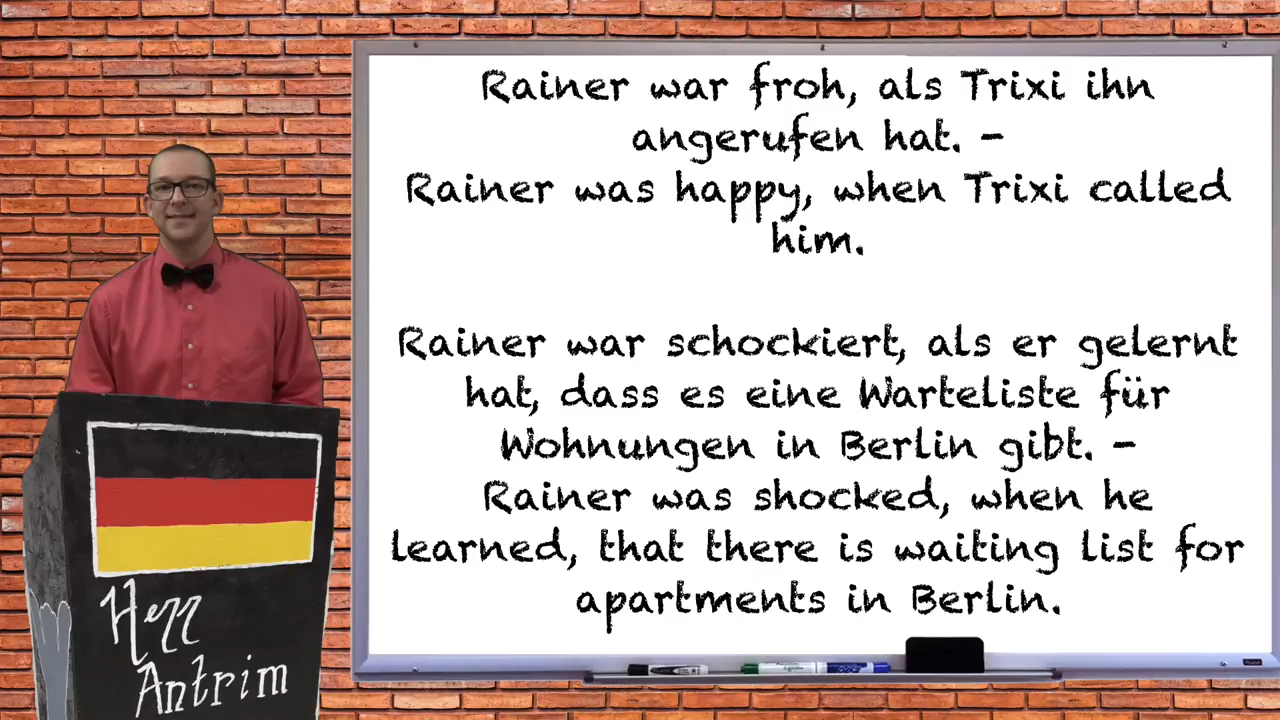 Rainer war froh, als Trixi ihn
angerufen hat. -
Rainer was happy, when Trixi called
him.
Rainer war schockiert, als er gelernt
hat, dass es eine Warteliste für
Wohnungen in Berlin gibt. -
Rainer was shocked, when he
learned, that there is waiting list for
apartments in Berlin.
Herr
Antrim